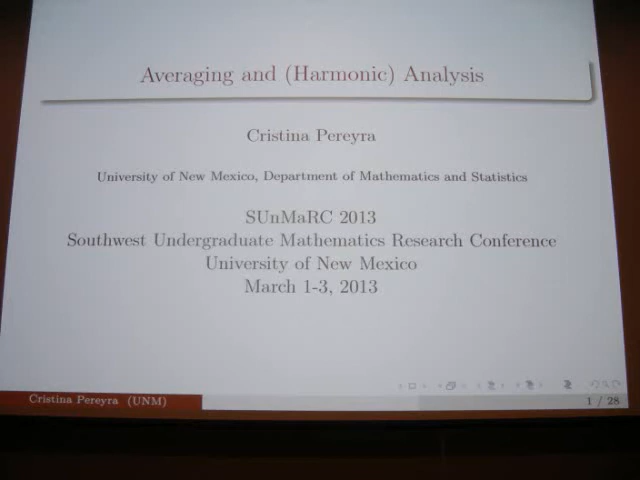 Averaging and (Harmonic) Analysis
Cristina Pereyra
University of New Mexico, Department of Mathematics and Statistics
SUnMaRC 2013
Southwest Undergraduate Mathematics Research Conference
University of New Mexico
March 1-3, 2013
Cristina Pereyra (UNM)
1 / 28